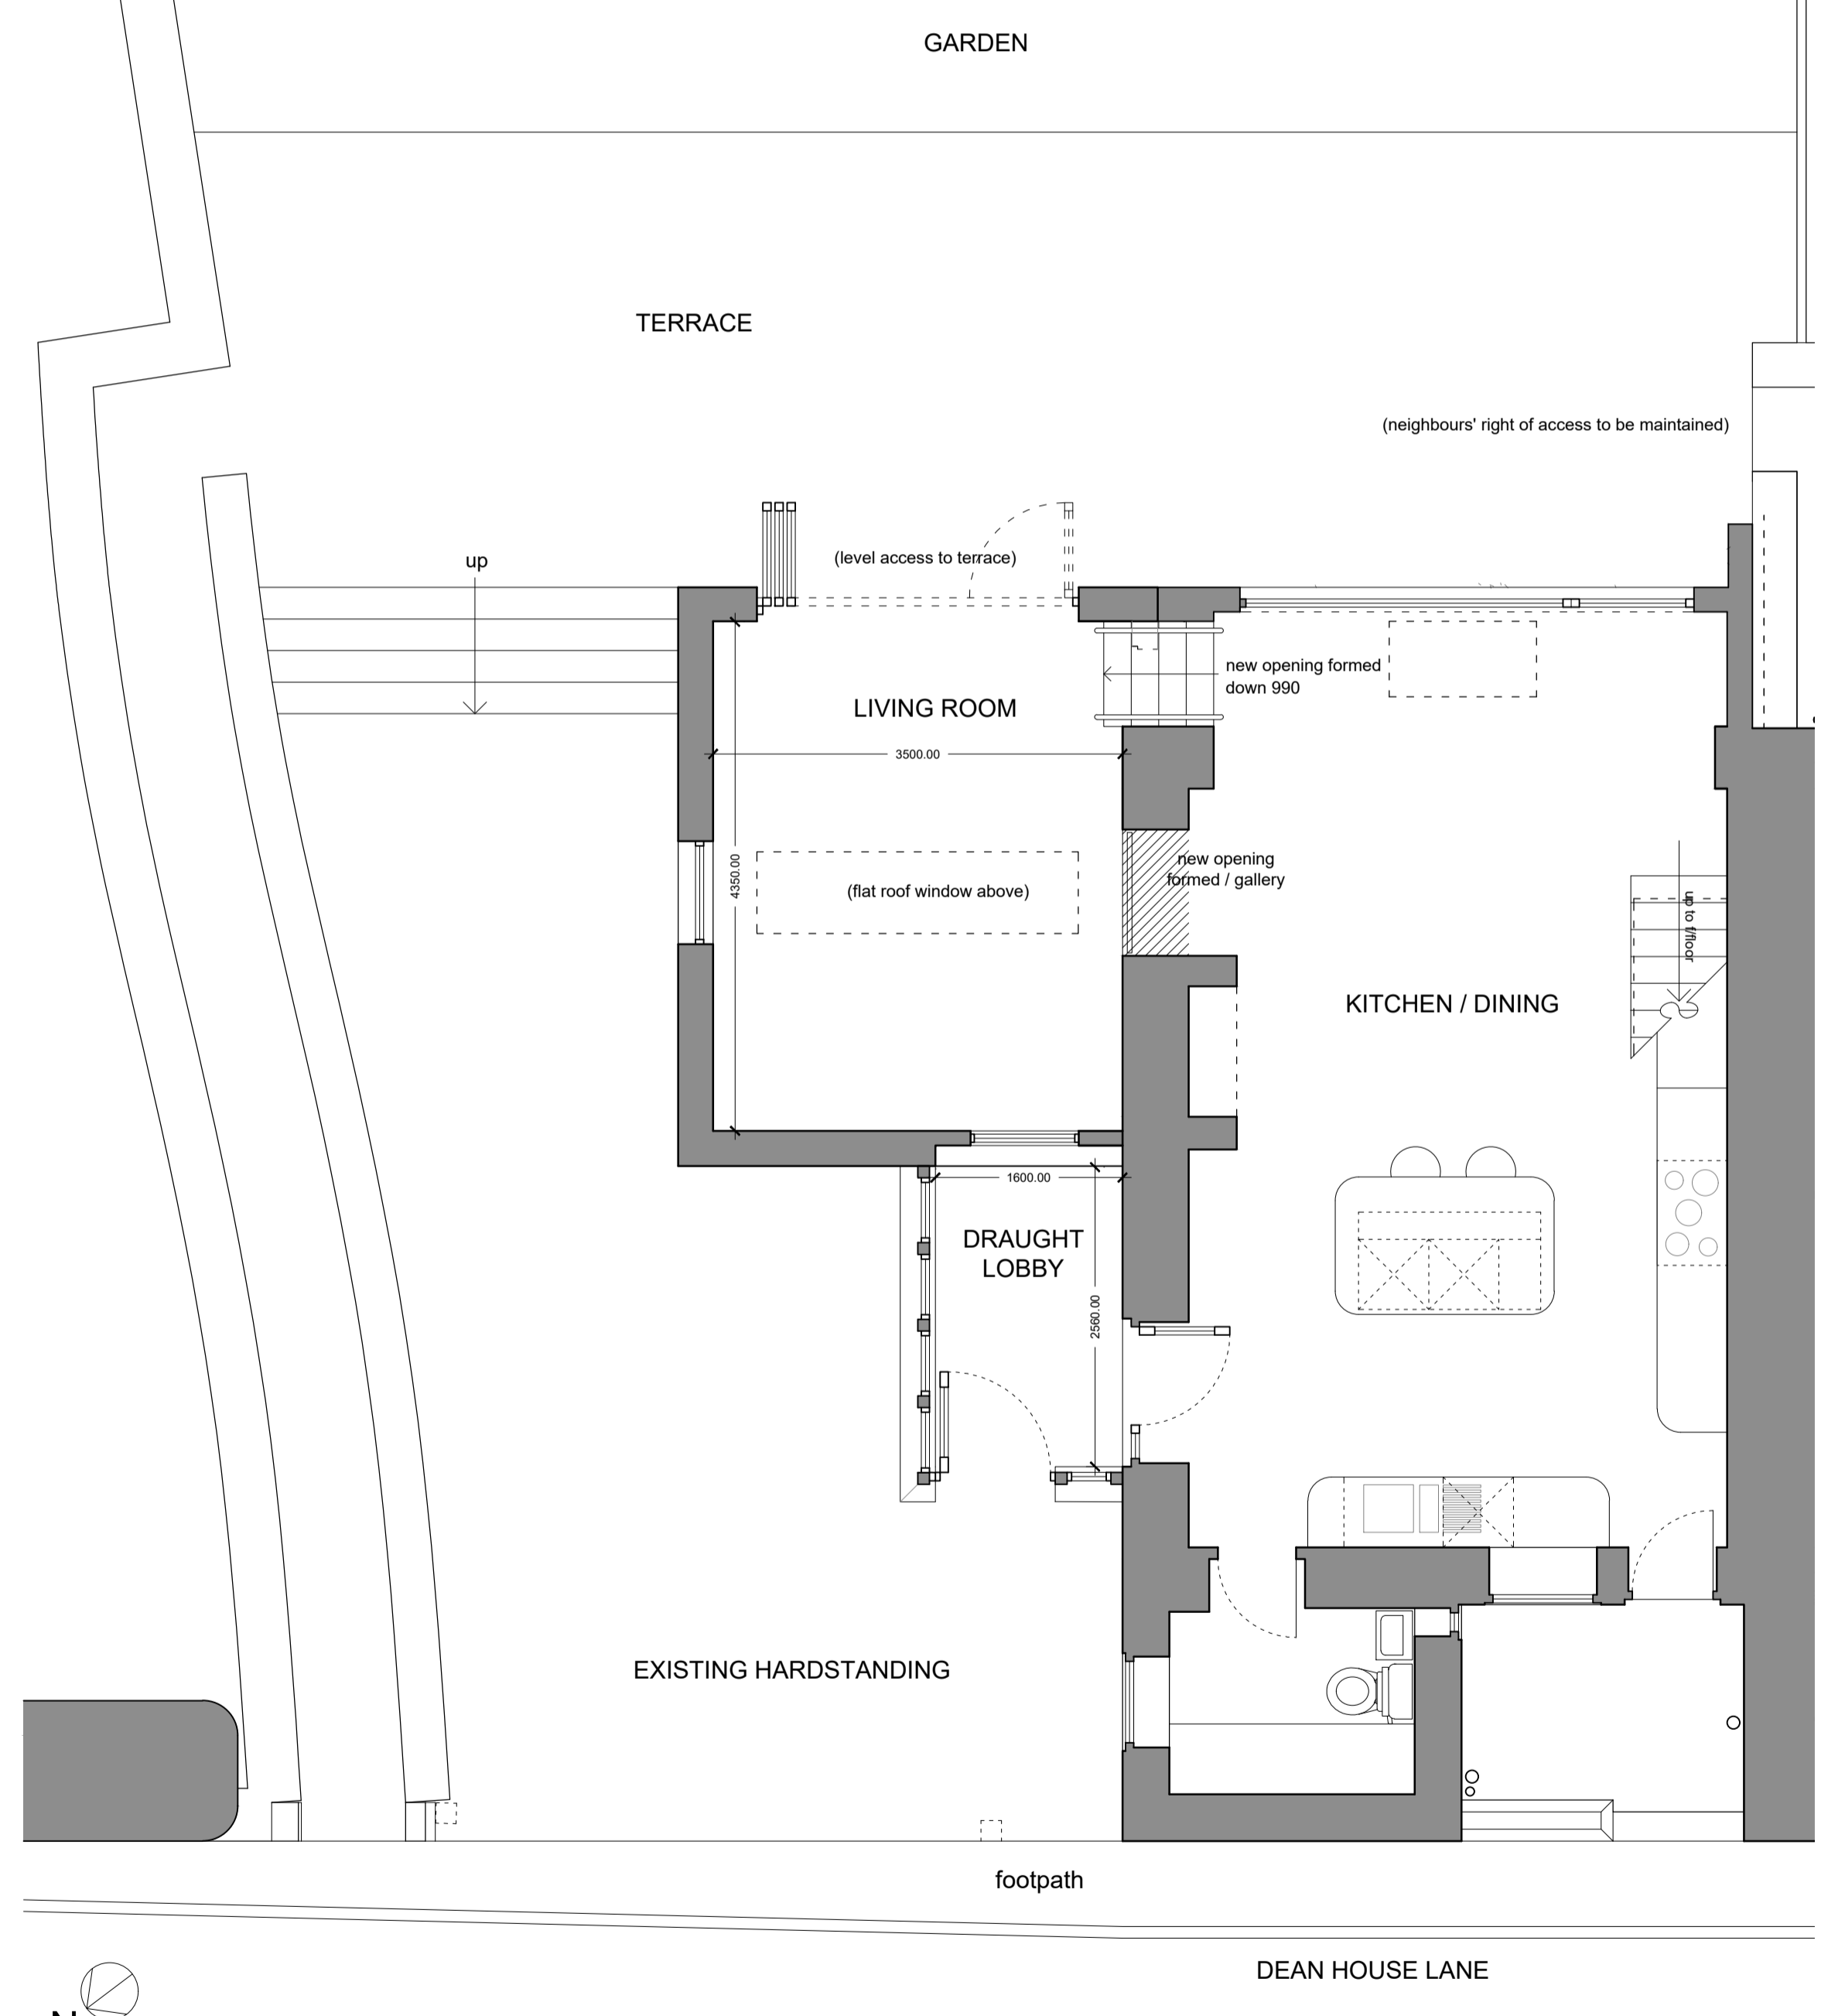 GARDEN
TERRACE
(neighbours' right of access to be maintained)
up
(level access to terrace)
new opening formed
down 990
LIVING ROOM
3500.00
4350.00
(flat roof window above)
new opening
formed / gallery
up to f/floor
KITCHEN / DINING
1600.00
DRAUGHT
LOBBY
2560.00
EXISTING HARDSTANDING
footpath
DEAN HOUSE LANE
N